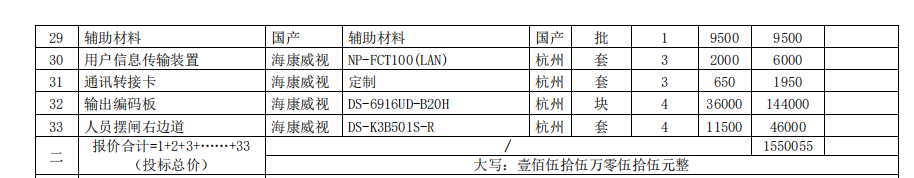 29 辅助材料 国产 辅助材料 国产 批 1 9500 9500
30 用户信息传输装置 海康威视 NP-FCT100(LAN) 杭州 套 3 2000 6000
31 通讯转接卡 海康威视 定制 杭州 套 3 650 1950
32 输出编码板 海康威视 DS-6916UD-B20H 杭州 块 4 36000 144000
33 人员摆闸右边道 海康威视 DS-K3B501S-R 杭州 套 4 11500 46000
二 报价合计=1+2+3+……+33 / 1550055
（投标总价） 大写：壹佰伍拾伍万零伍拾伍元整